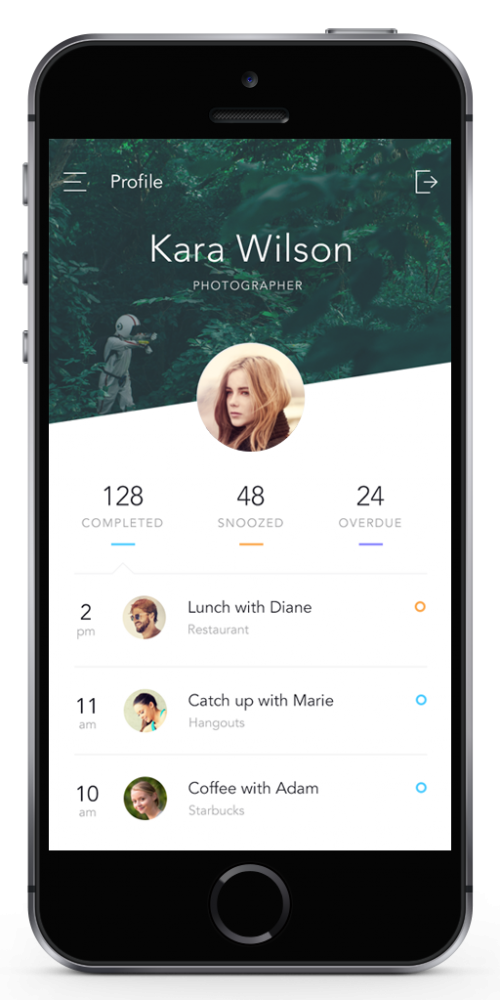 Profile
Kara Wilson
PHOTOGRAPHER
128 48 24
COMPLETED SNOOZED OVERDUE
2 Lunch with Diane
pm Restaurant
11 Catch up with Marie
am Hangouts
10 Coffee with Adam
am Starbucks